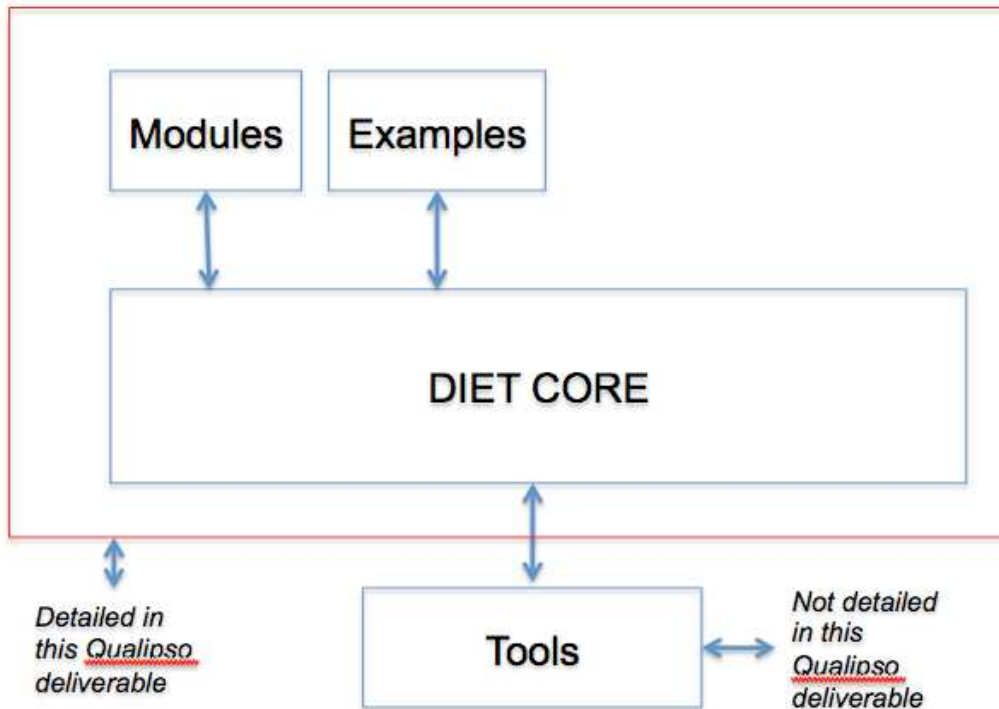 Modules
Examples
DIET CORE
Detailed in
this Qualipso
deliverable
Tools
Not detailed
in this
Qualipso
deliverable